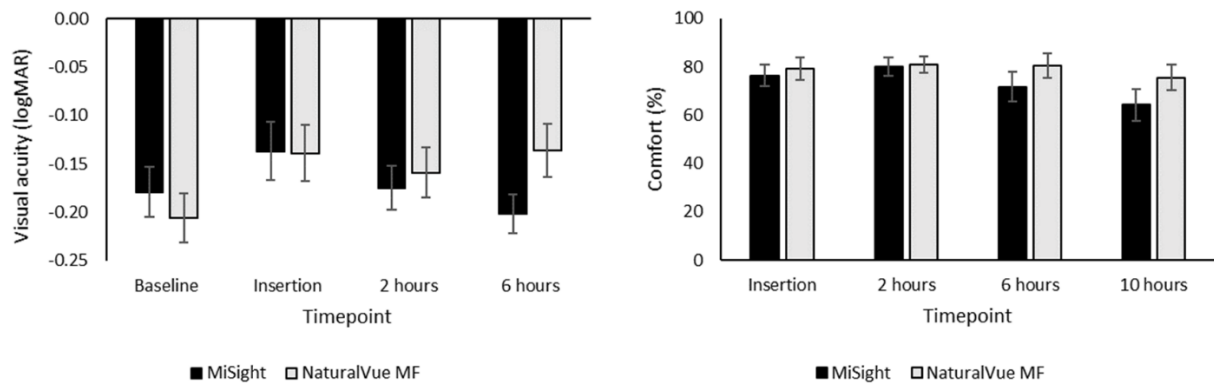 Visual acuity (logMAR)
0.00
-0.05
-0.10
-0.15
-0.20
-0.25
Baseline Insertion 2 hours 6 hours
Timepoint
MiSight NaturalVue MF
Comfort (%)
100
80
60
40
20
0
Insertion 2 hours 6 hours 10 hours
Timepoint
MiSight NaturalVue MF